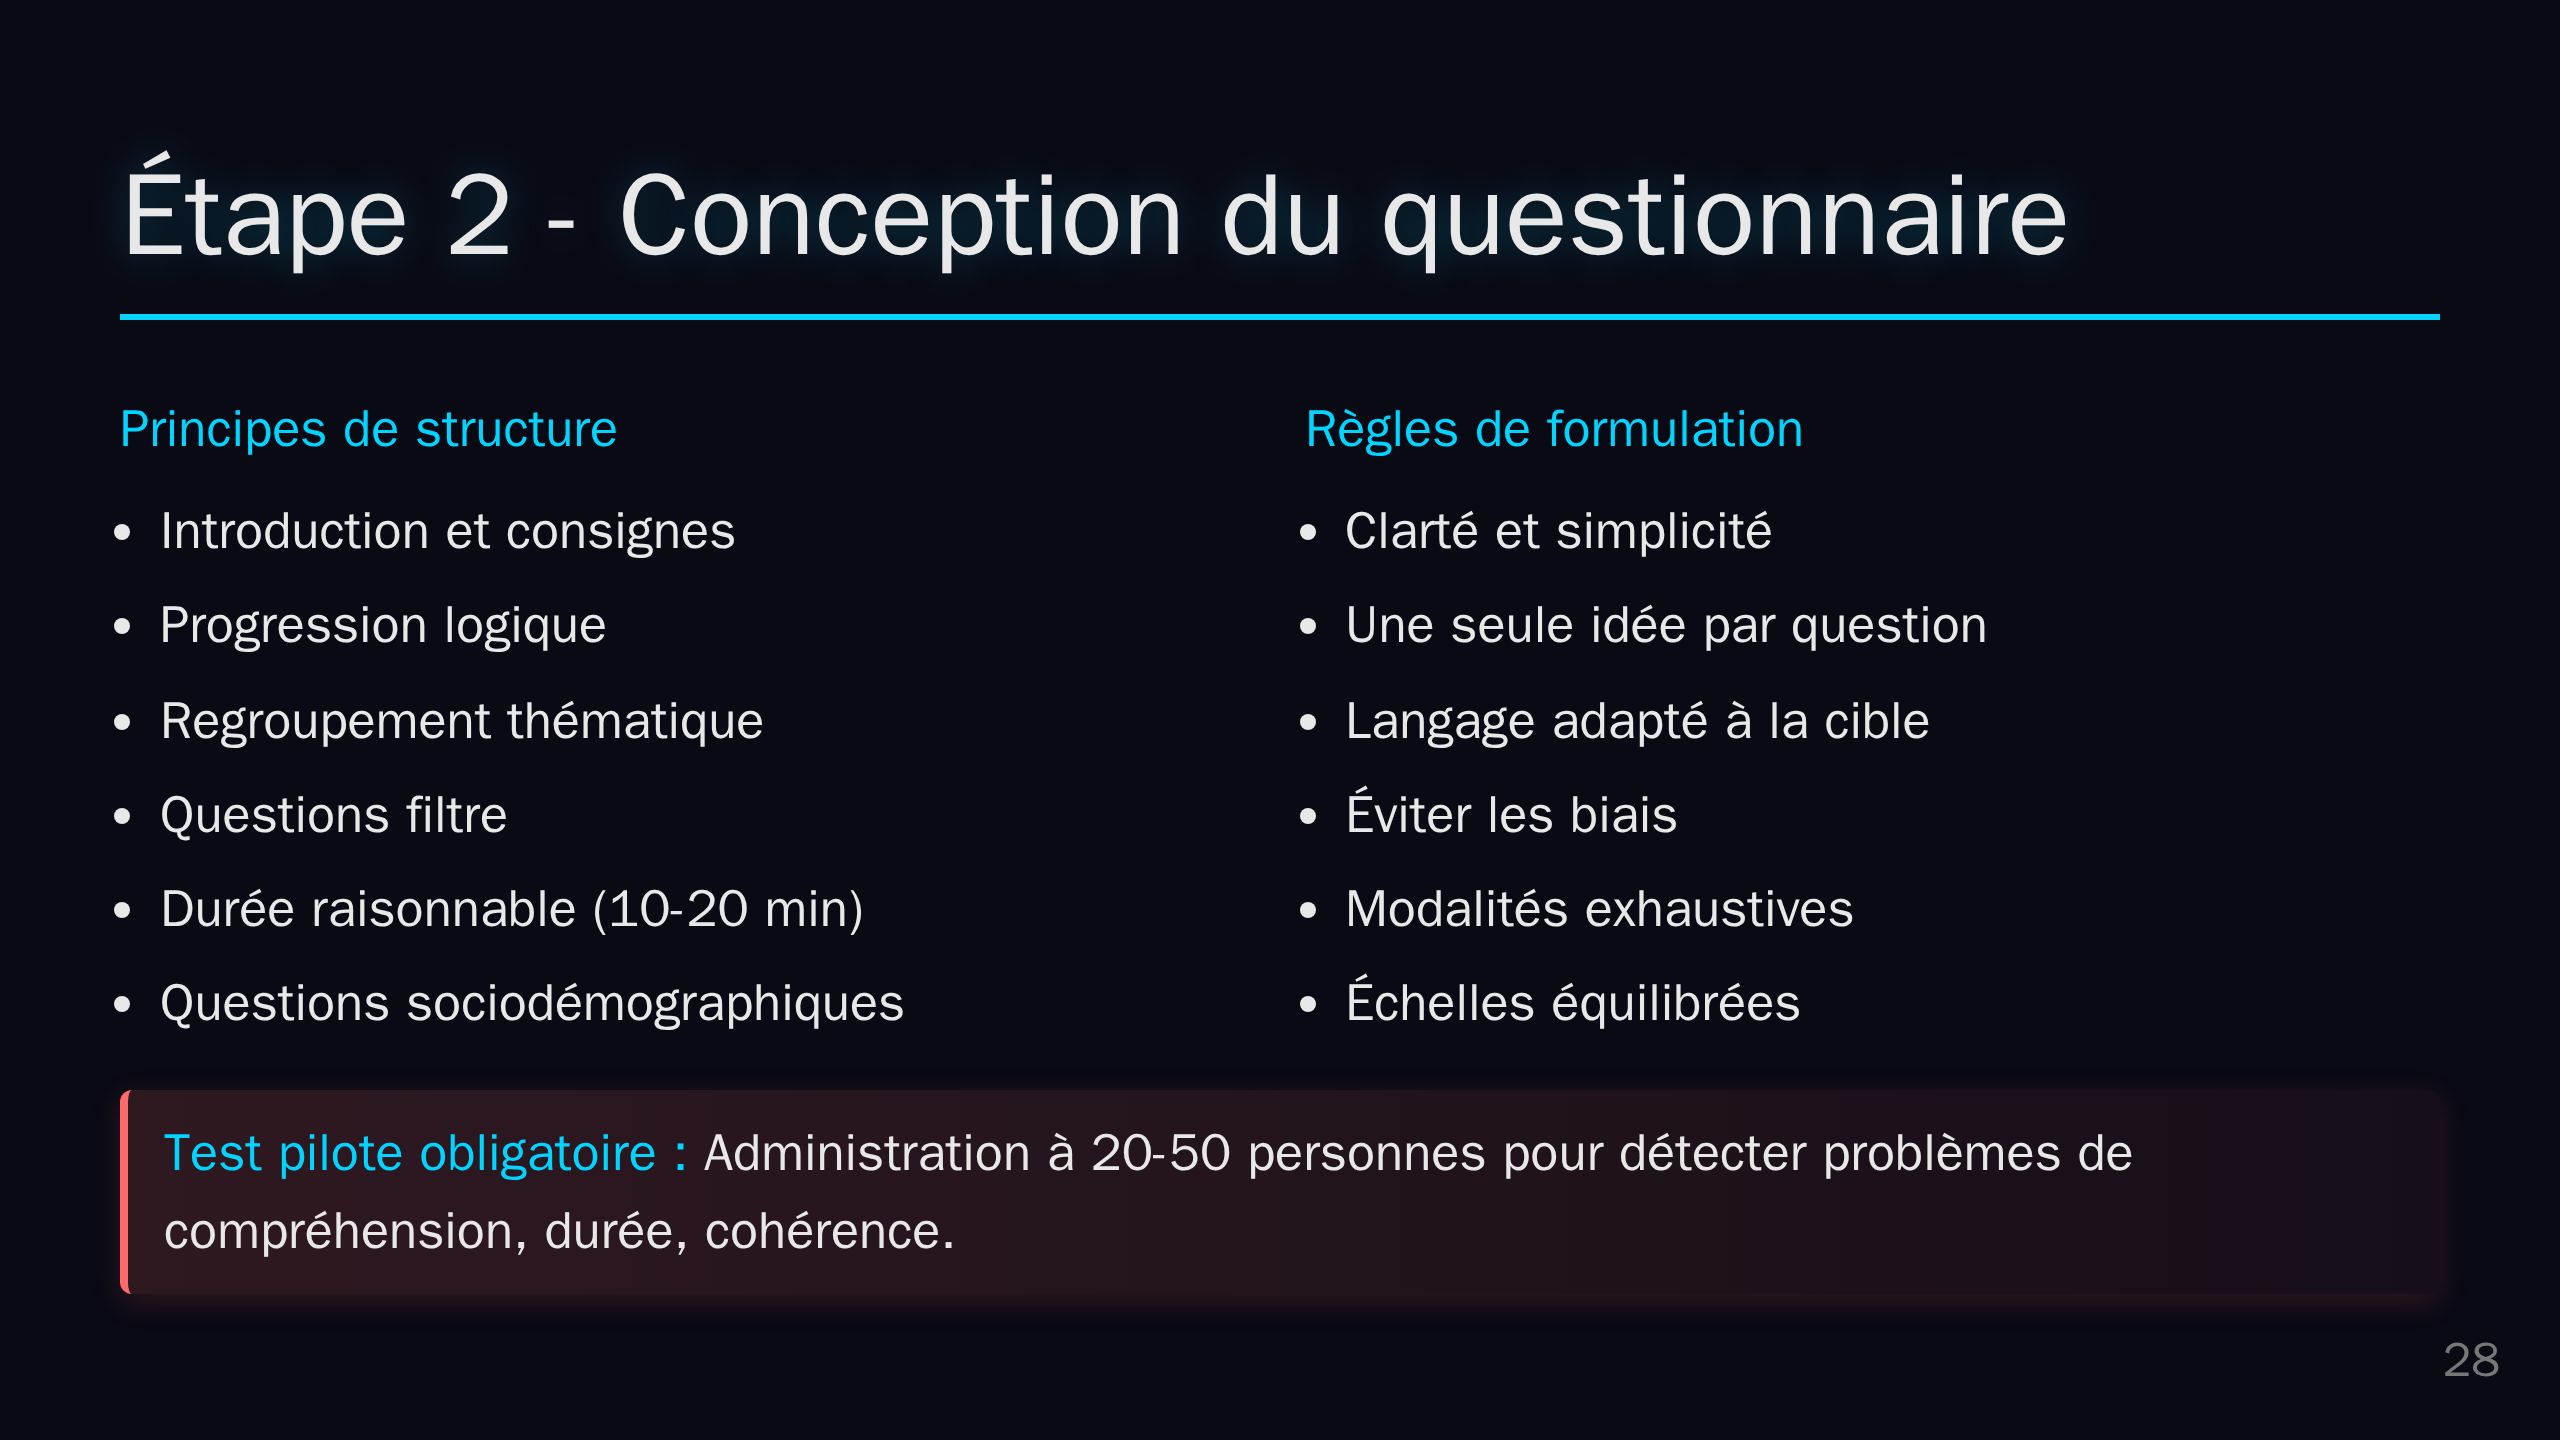 Étape 2 - Conception du questionnaire
Principes de structure
• Introduction et consignes
• Progression logique
• Regroupement thématique
• Questions filtre
• Durée raisonnable (10-20 min)
• Questions sociodémographiques
Règles de formulation
• Clarté et simplicité
• Une seule idée par question
• Langage adapté à la cible
• Éviter les biais
• Modalités exhaustives
• Échelles équilibrées
Test pilote obligatoire : Administration à 20-50 personnes pour détecter problèmes de
compréhension, durée, cohérence.
28